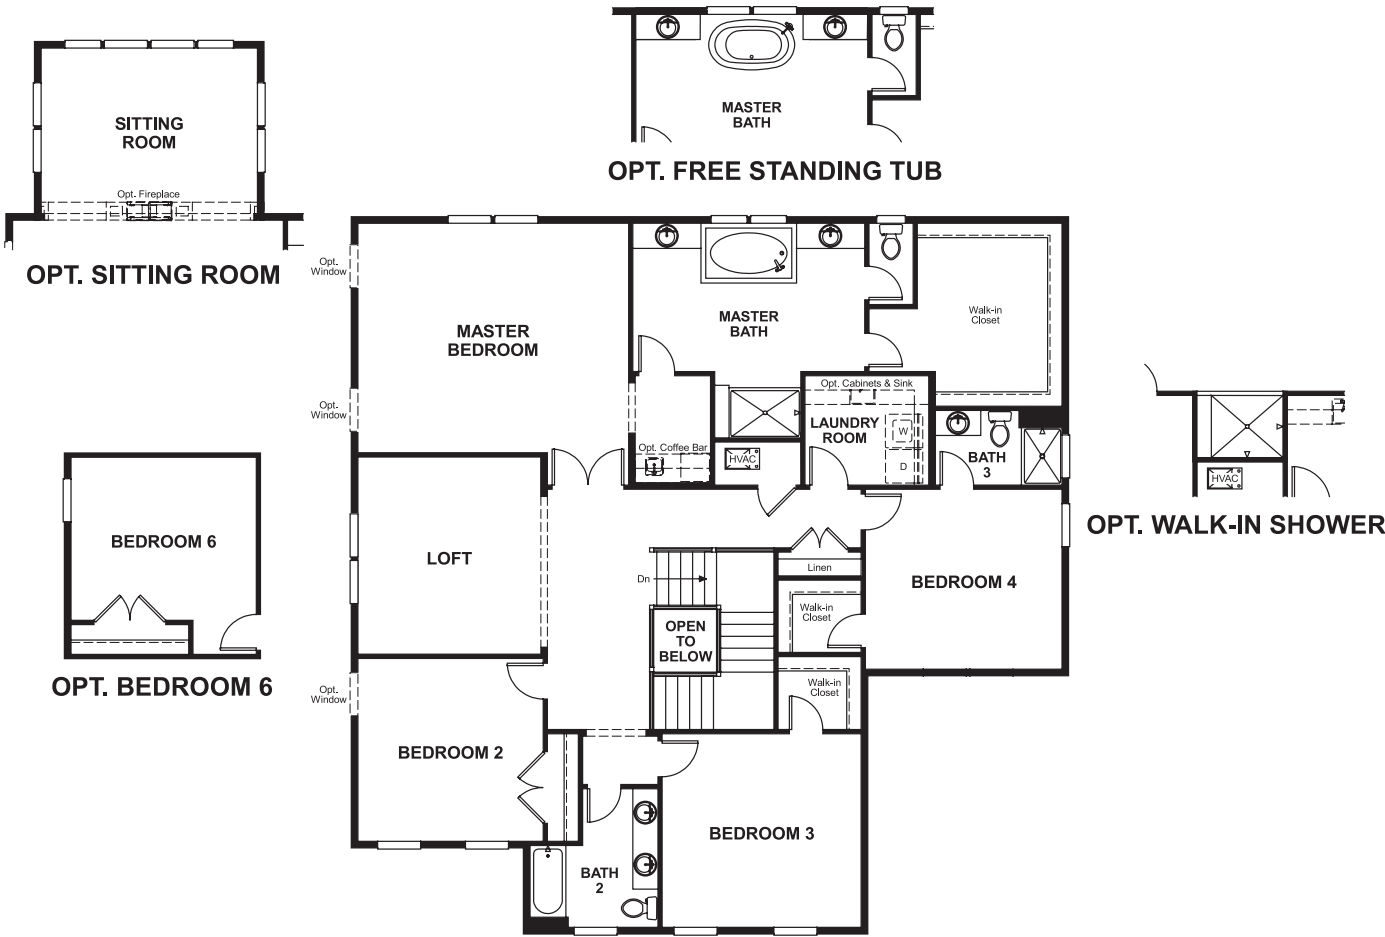 SITTING
ROOM
Opt. Fireplace
OPT. SITTING ROOM
MASTER
BATH
OPT. FREE STANDING TUB
Opt.
Window
MASTER
BEDROOM
MASTER
BATH
Walk-in
Closet
Opt.
Window
Opt. Cabinets & Sink
LAUNDRY
ROOM
W
D
Opt. Coffee Bar
HVAC
BATH
3
HVAC
OPT. WALK-IN SHOWER
BEDROOM 6
OPT. BEDROOM 6
LOFT
Dn
Linen
BEDROOM 4
Walk-in
Closet
OPEN
TO
BELOW
Walk-in
Closet
Opt.
Window
BEDROOM 2
BEDROOM 3
BATH
2